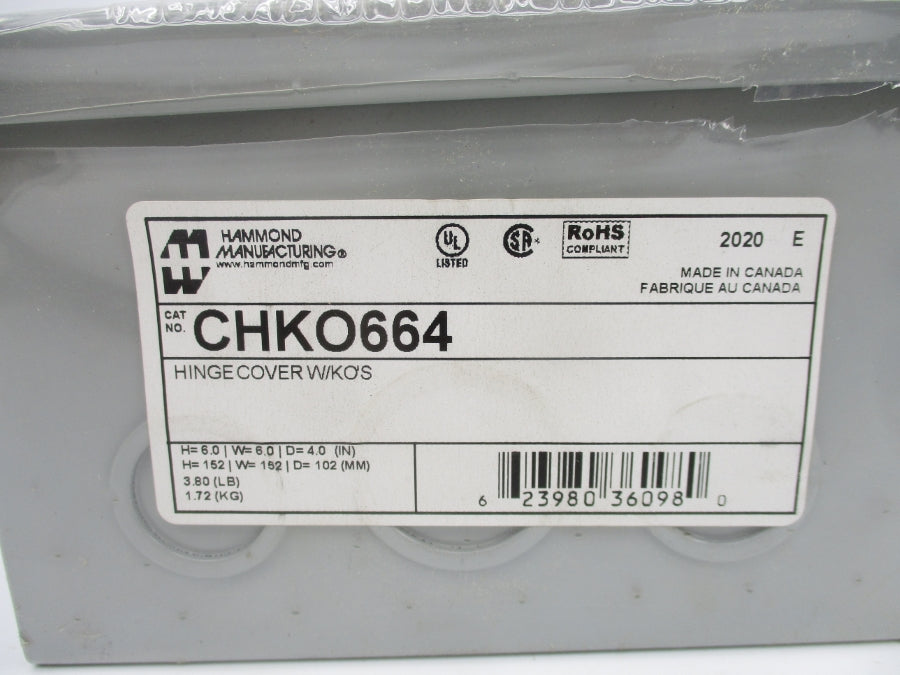 HAMMOND
MANUFACTURING®
www.hammondmfg.com
UL
LISTED
SA
RoHS
COMPLIANT
2020 E
MADE IN CANADA
FABRIQUE AU CANADA
CAT
NO. CHKO664
HINGE COVER W/KO'S
H= 6.0 | W= 6.0 | D= 4.0 (IN)
H= 152 | W= 152 | D= 102 (MM)
3.80 (LB)
1.72 (KG)
6 23980 36098 0